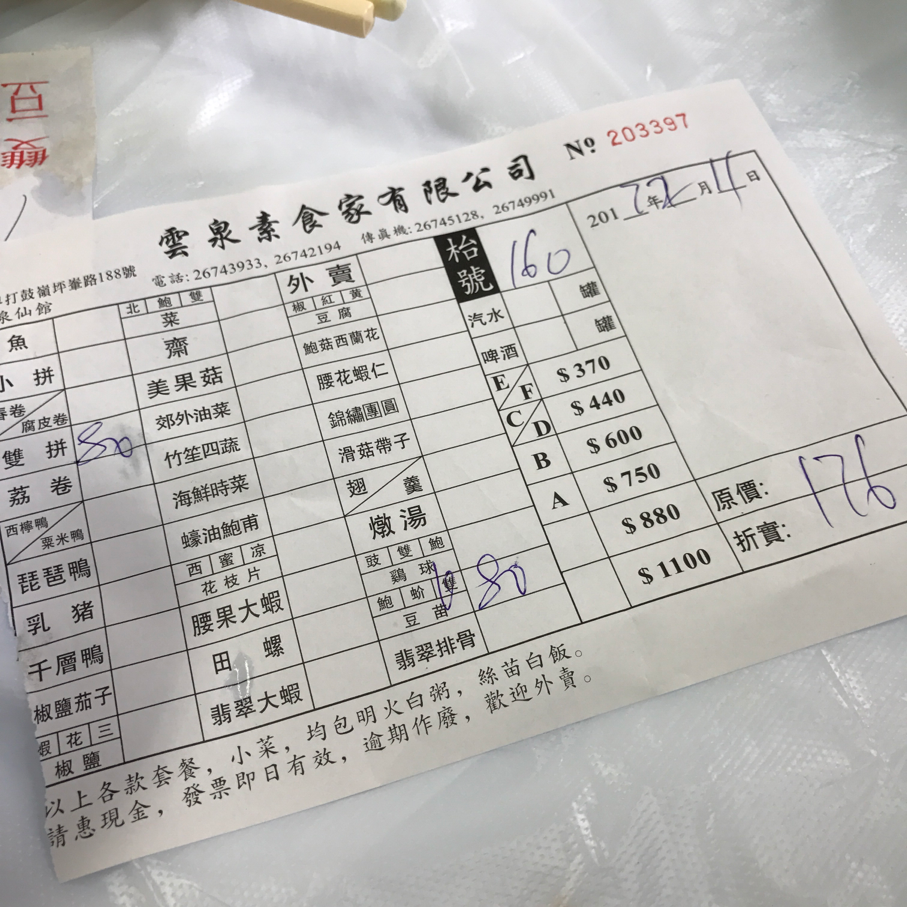 雙豆
Nº 203397
雲泉素食家有限公司
打鼓嶺坪輋路188號
電話: 26743933、26742194 傳真機: 26745128、26749991
泉仙館
201 年 月 11 日
枱號 160
外賣
北 鮑 雙
菜
椒 紅 黃
豆腐
魚
齋
鮑菇西蘭花
汽水 罐
小拼
美果菇
腰花蝦仁
啤酒 罐
春卷/腐皮卷
郊外油菜
錦繡團圓
E/F $370
雙拼 80
竹笙四蔬
滑菇帶子
C/D $440
荔卷
海鮮時菜
翅/羹
B $600
西檸鴨/粟米鴨
蠔油鮑甫
燉湯
A $750
琵琶鴨
西 蜜 凉
花枝片
豉 雙 鮑
鷄球
$880
乳猪
腰果大蝦
鮑 蚧 雙
豆苗
80
$1100
千層鴨
田螺
翡翠排骨
椒鹽茄子
翡翠大蝦
蝦 花 三
椒鹽
原價:
折實: 176
以上各款套餐，小菜，均包明火白粥，絲苗白飯。
請惠現金，發票即日有效，逾期作廢，歡迎外賣。